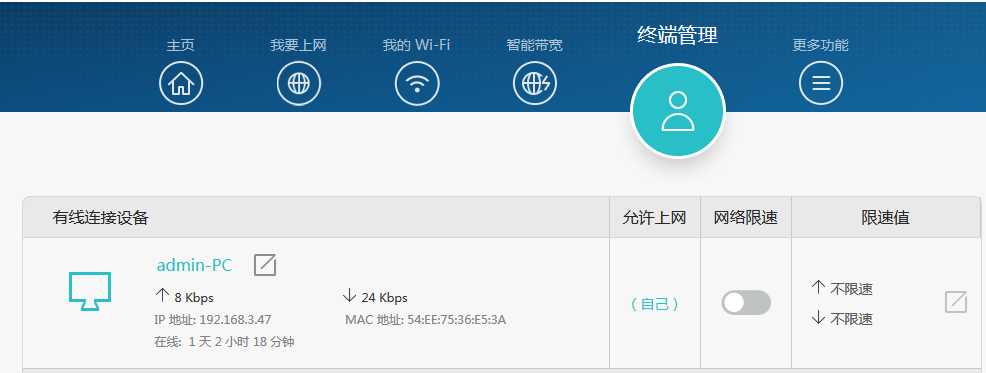 主页
我要上网
我的 Wi-Fi
智能带宽
终端管理
更多功能
有线连接设备 允许上网 网络限速 限速值
admin-PC
↑ 8 Kbps ↓ 24 Kbps
IP 地址: 192.168.3.47 MAC 地址: 54:EE:75:36:E5:3A
在线: 1 天 2 小时 18 分钟
（自己）
↑ 不限速
↓ 不限速